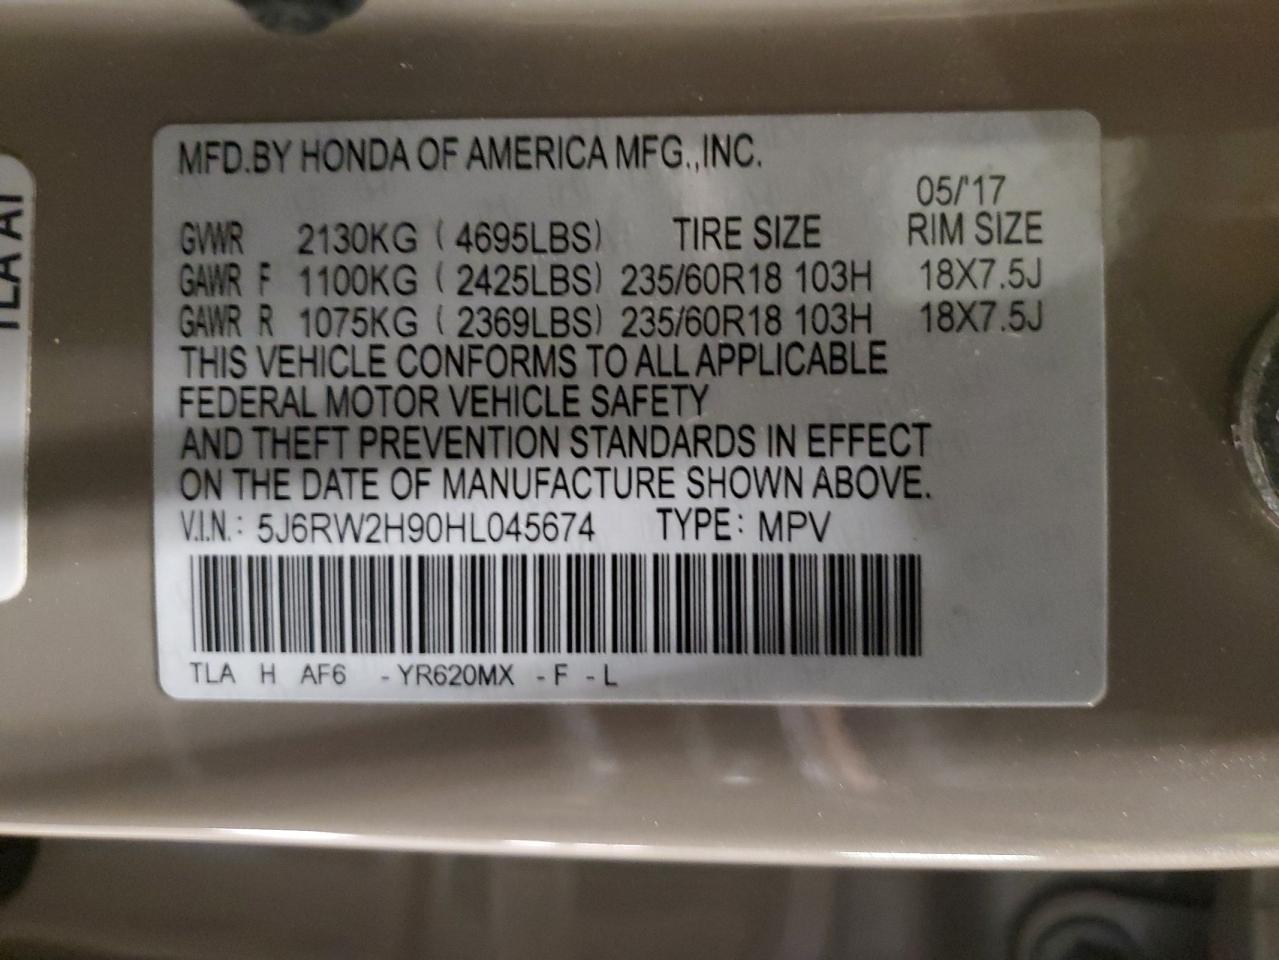 MFD.BY HONDA OF AMERICA MFG.,INC.
05/'17
GVWR 2130KG ( 4695LBS) TIRE SIZE RIM SIZE
GAWR F 1100KG ( 2425LBS) 235/60R18 103H 18X7.5J
GAWR R 1075KG ( 2369LBS) 235/60R18 103H 18X7.5J
THIS VEHICLE CONFORMS TO ALL APPLICABLE
FEDERAL MOTOR VEHICLE SAFETY
AND THEFT PREVENTION STANDARDS IN EFFECT
ON THE DATE OF MANUFACTURE SHOWN ABOVE.
V.I.N.: 5J6RW2H90HL045674 TYPE: MPV
TLA H AF6 - YR620MX - F - L